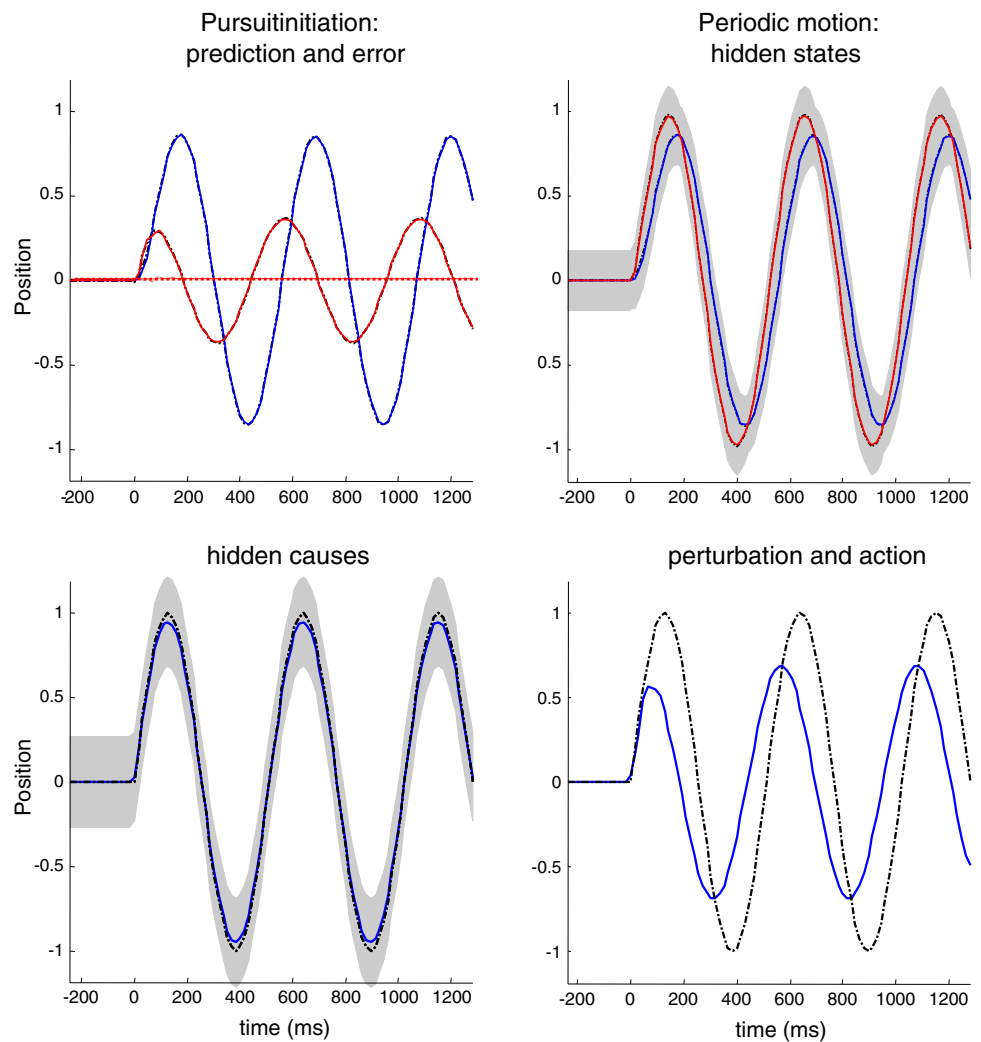 Pursuitinitiation:
prediction and error
Position
1
0.5
0
-0.5
-1
-200 0 200 400 600 800 1000 1200
Periodic motion:
hidden states
1
0.5
0
0.5
-1
-200 0 200 400 600 800 1000 1200
hidden causes
Position
1
0.5
0
-0.5
-1
-200 0 200 400 600 800 1000 1200
time (ms)
perturbation and action
1
0.5
0
-0.5
-1
-200 0 200 400 600 800 1000 1200
time (ms)